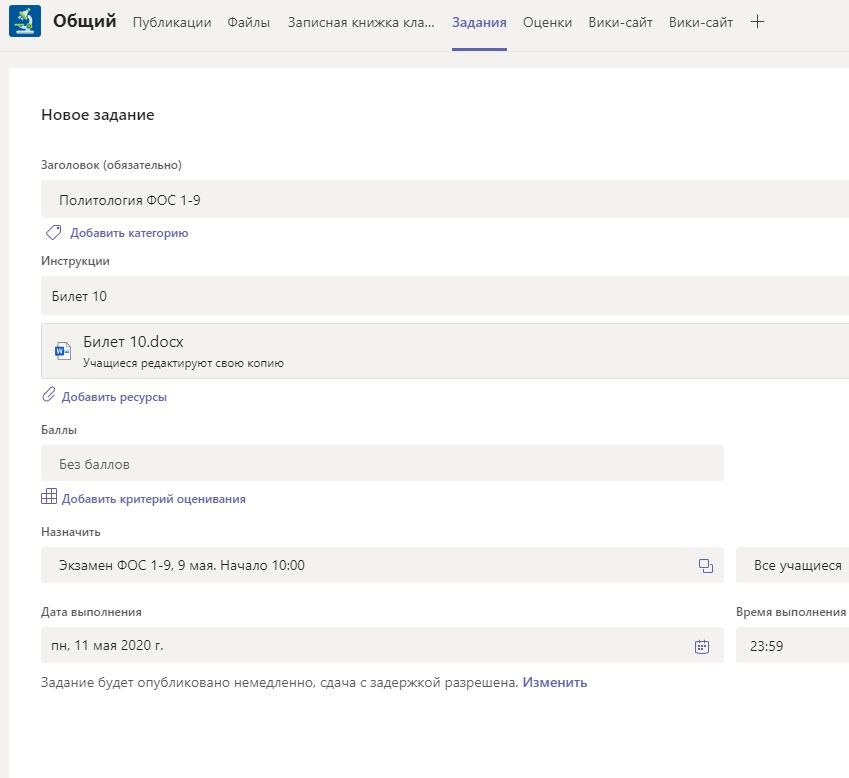 Общий Публикации Файлы Записная книжка кла... Задания Оценки Вики-сайт Вики-сайт
Новое задание
Заголовок (обязательно)
Политология ФОС 1-9
Добавить категорию
Инструкции
Билет 10
Билет 10.docx
Учащиеся редактируют свою копию
Добавить ресурсы
Баллы
Без баллов
Добавить критерий оценивания
Назначить
Экзамен ФОС 1-9, 9 мая. Начало 10:00 Все учащиеся
Дата выполнения Время выполнения
пн, 11 мая 2020 г. 23:59
Задание будет опубликовано немедленно, сдача с задержкой разрешена. Изменить